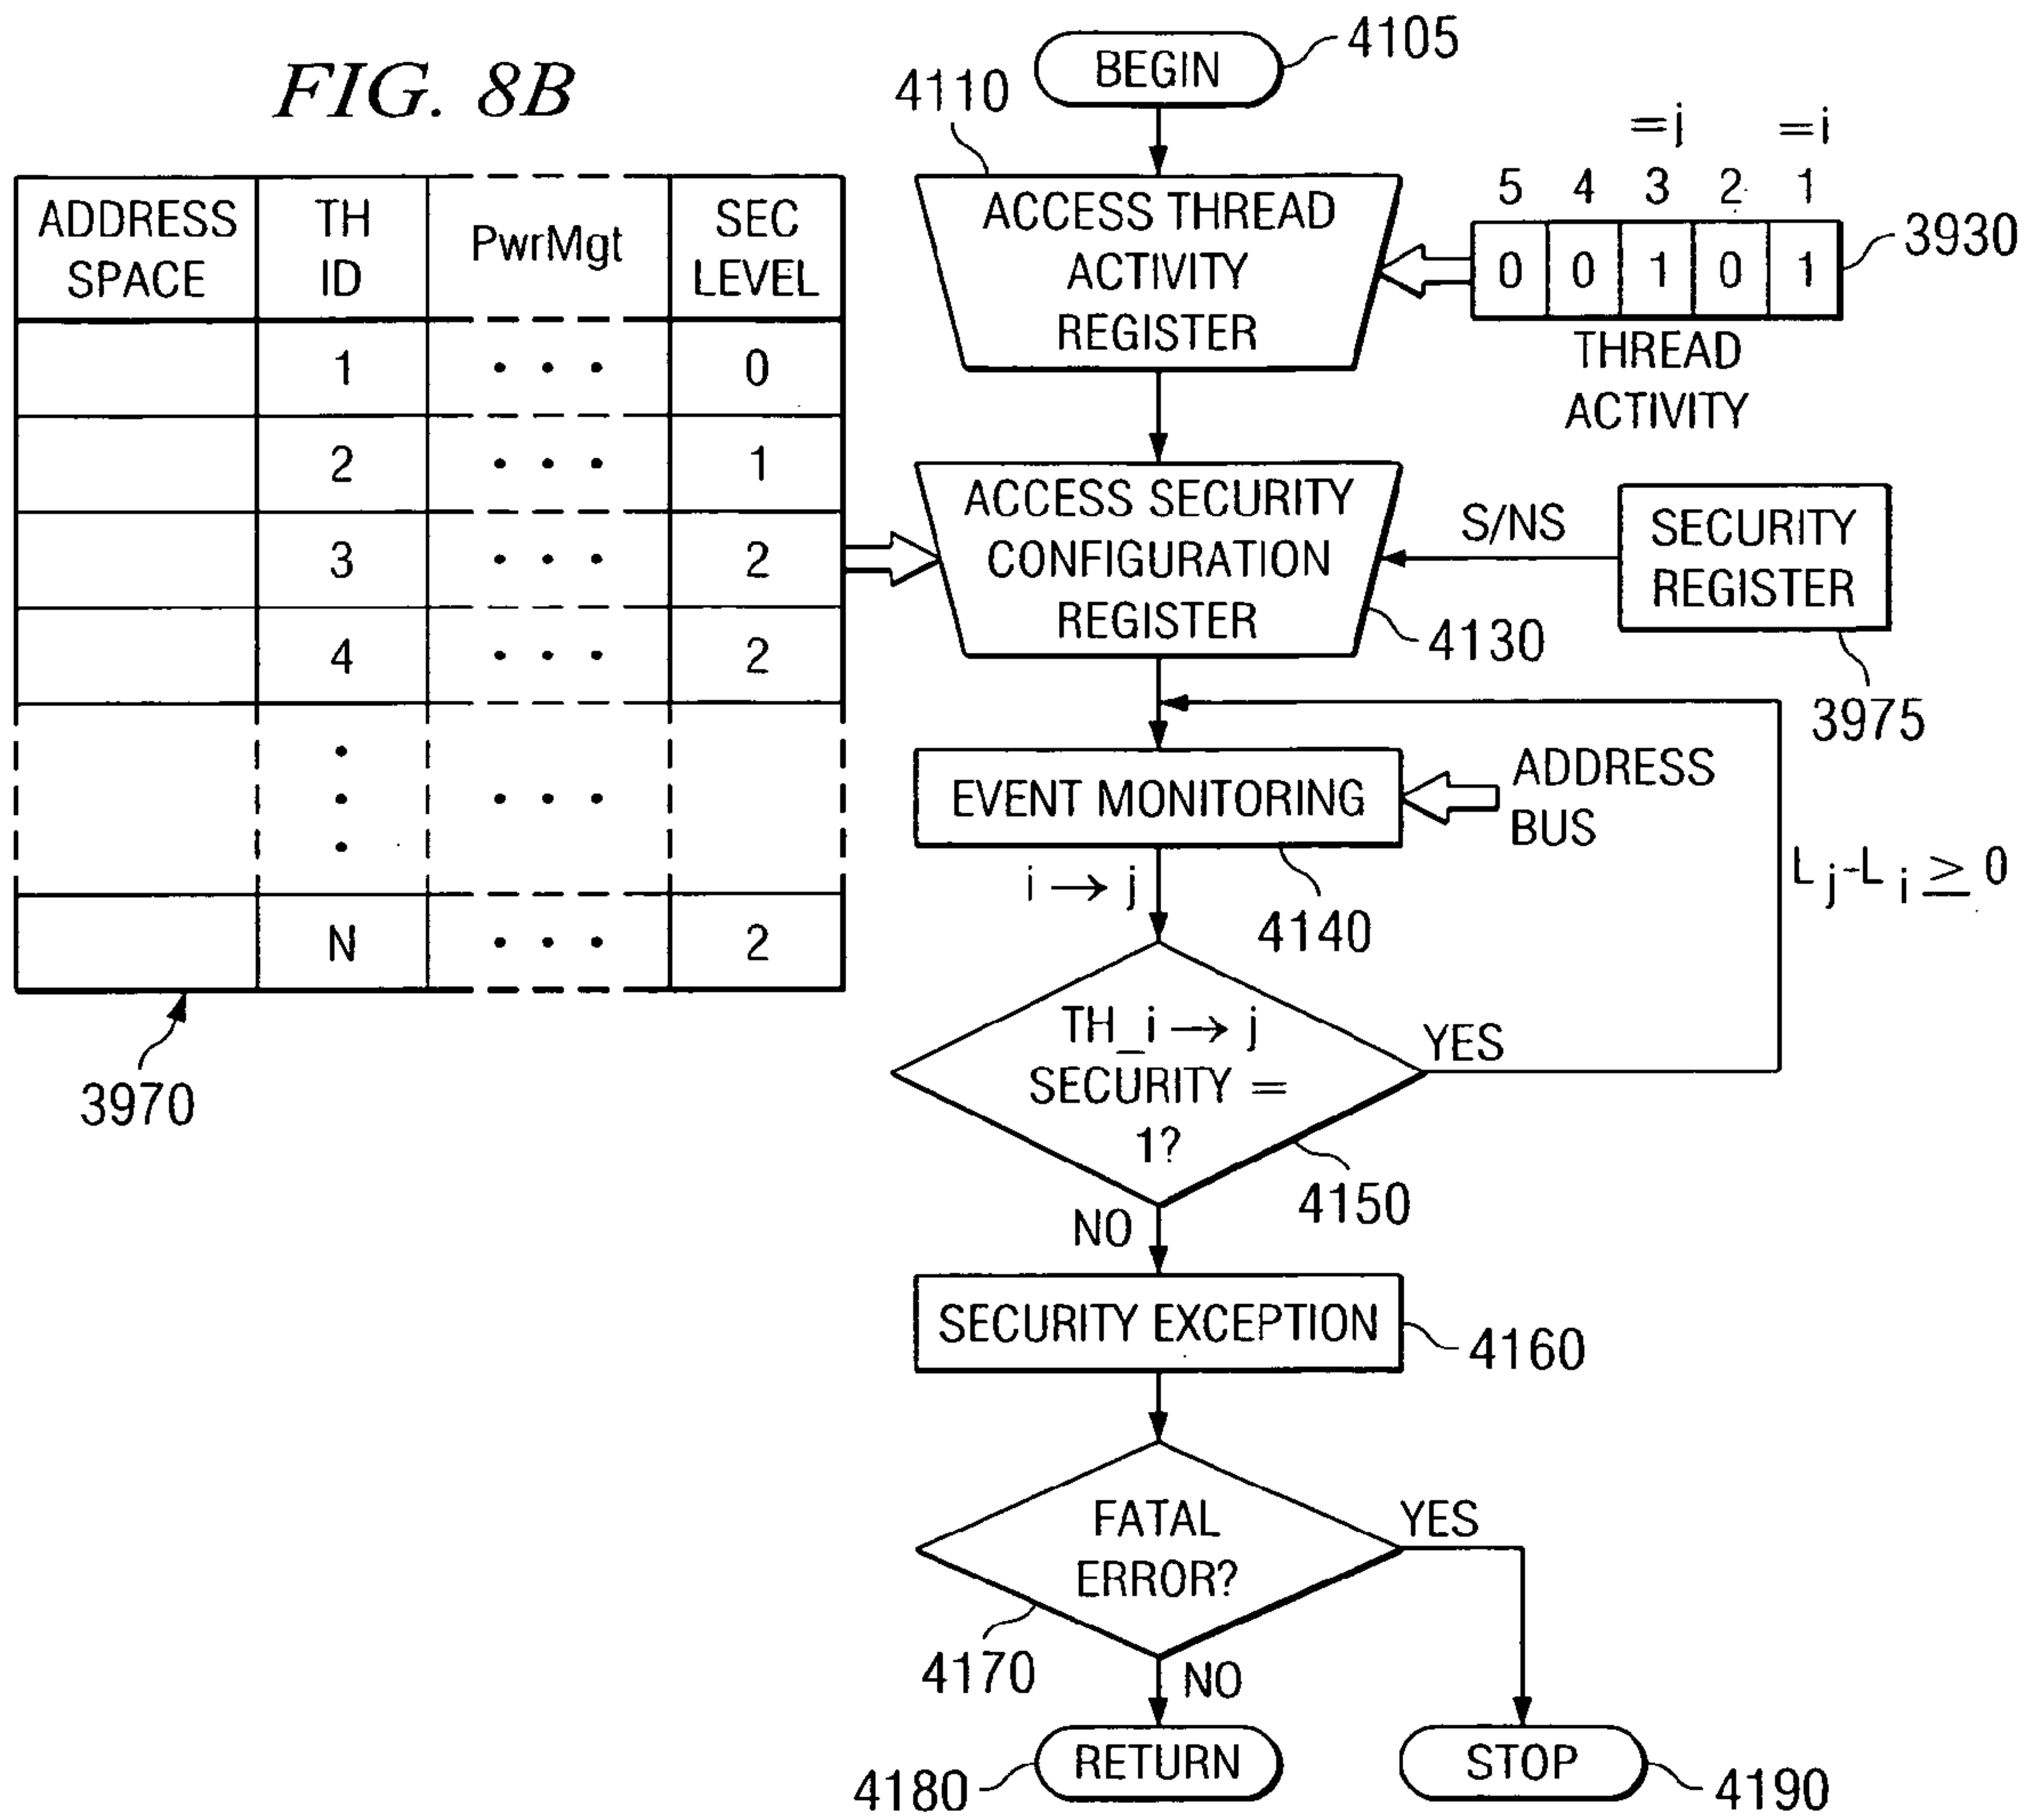 FIG. 8B
ADDRESS SPACE TH ID PwrMgt SEC LEVEL
1 • • • 0
2 • • • 1
3 • • • 2
4 • • • 2
• • •
• • •
N • • • 2
3970
BEGIN
4105
4110
ACCESS THREAD
ACTIVITY
REGISTER
=j =i
5 4 3 2 1
0 0 1 0 1
3930
THREAD
ACTIVITY
ACCESS SECURITY
CONFIGURATION
REGISTER
4130
S/NS
SECURITY
REGISTER
3975
EVENT MONITORING
ADDRESS
BUS
4140
i → j
Lj-Li ≥ 0
TH_i → j
SECURITY =
1?
YES
4150
NO
SECURITY EXCEPTION
4160
FATAL
ERROR?
YES
4170
NO
RETURN
4180
STOP
4190